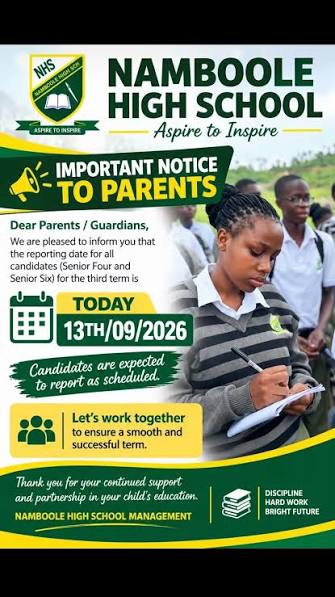 NHS
NAMBOOLE HIGH SCH
ASPIRE TO INSPIRE
NAMBOOLE
HIGH SCHOOL
Aspire to Inspire
IMPORTANT NOTICE
TO PARENTS
Dear Parents / Guardians,
We are pleased to inform you that
the reporting date for all
candidates (Senior Four and
Senior Six) for the third term is
TODAY
13TH/09/2026
Candidates are expected
to report as scheduled.
Let's work together
to ensure a smooth and
successful term.
Thank you for your continued support
and partnership in your child's education.
NAMBOOLE HIGH SCHOOL MANAGEMENT
DISCIPLINE
HARD WORK
BRIGHT FUTURE